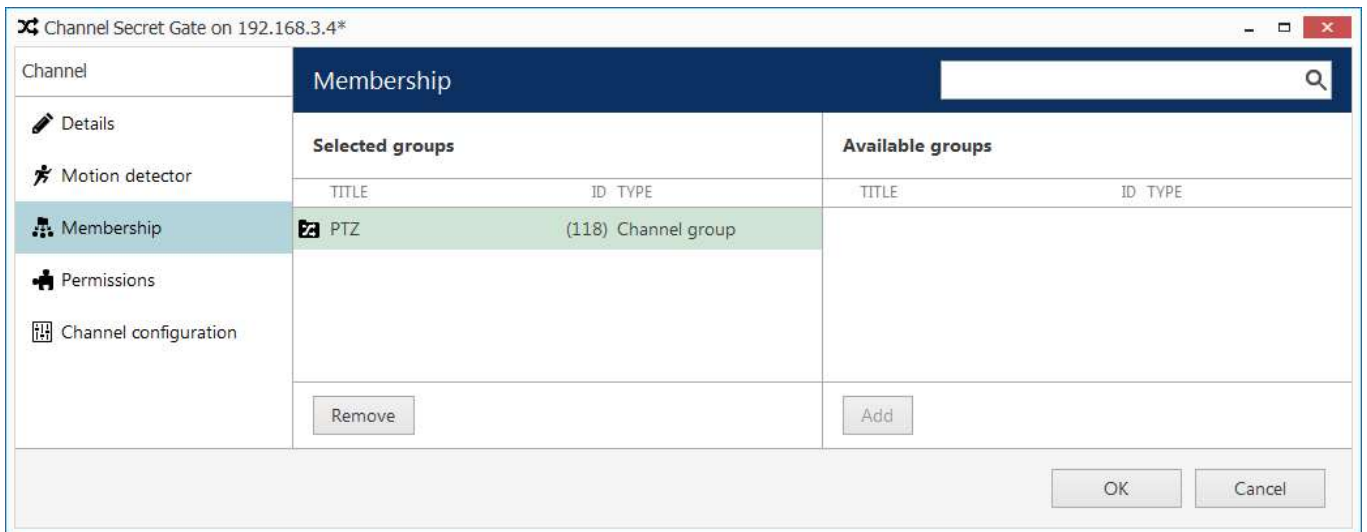 Channel Secret Gate on 192.168.3.4*
Channel
Details
Motion detector
Membership
Permissions
Channel configuration
Membership
Selected groups
TITLE ID TYPE
PTZ (118) Channel group
Remove
Available groups
TITLE ID TYPE
Add
OK Cancel